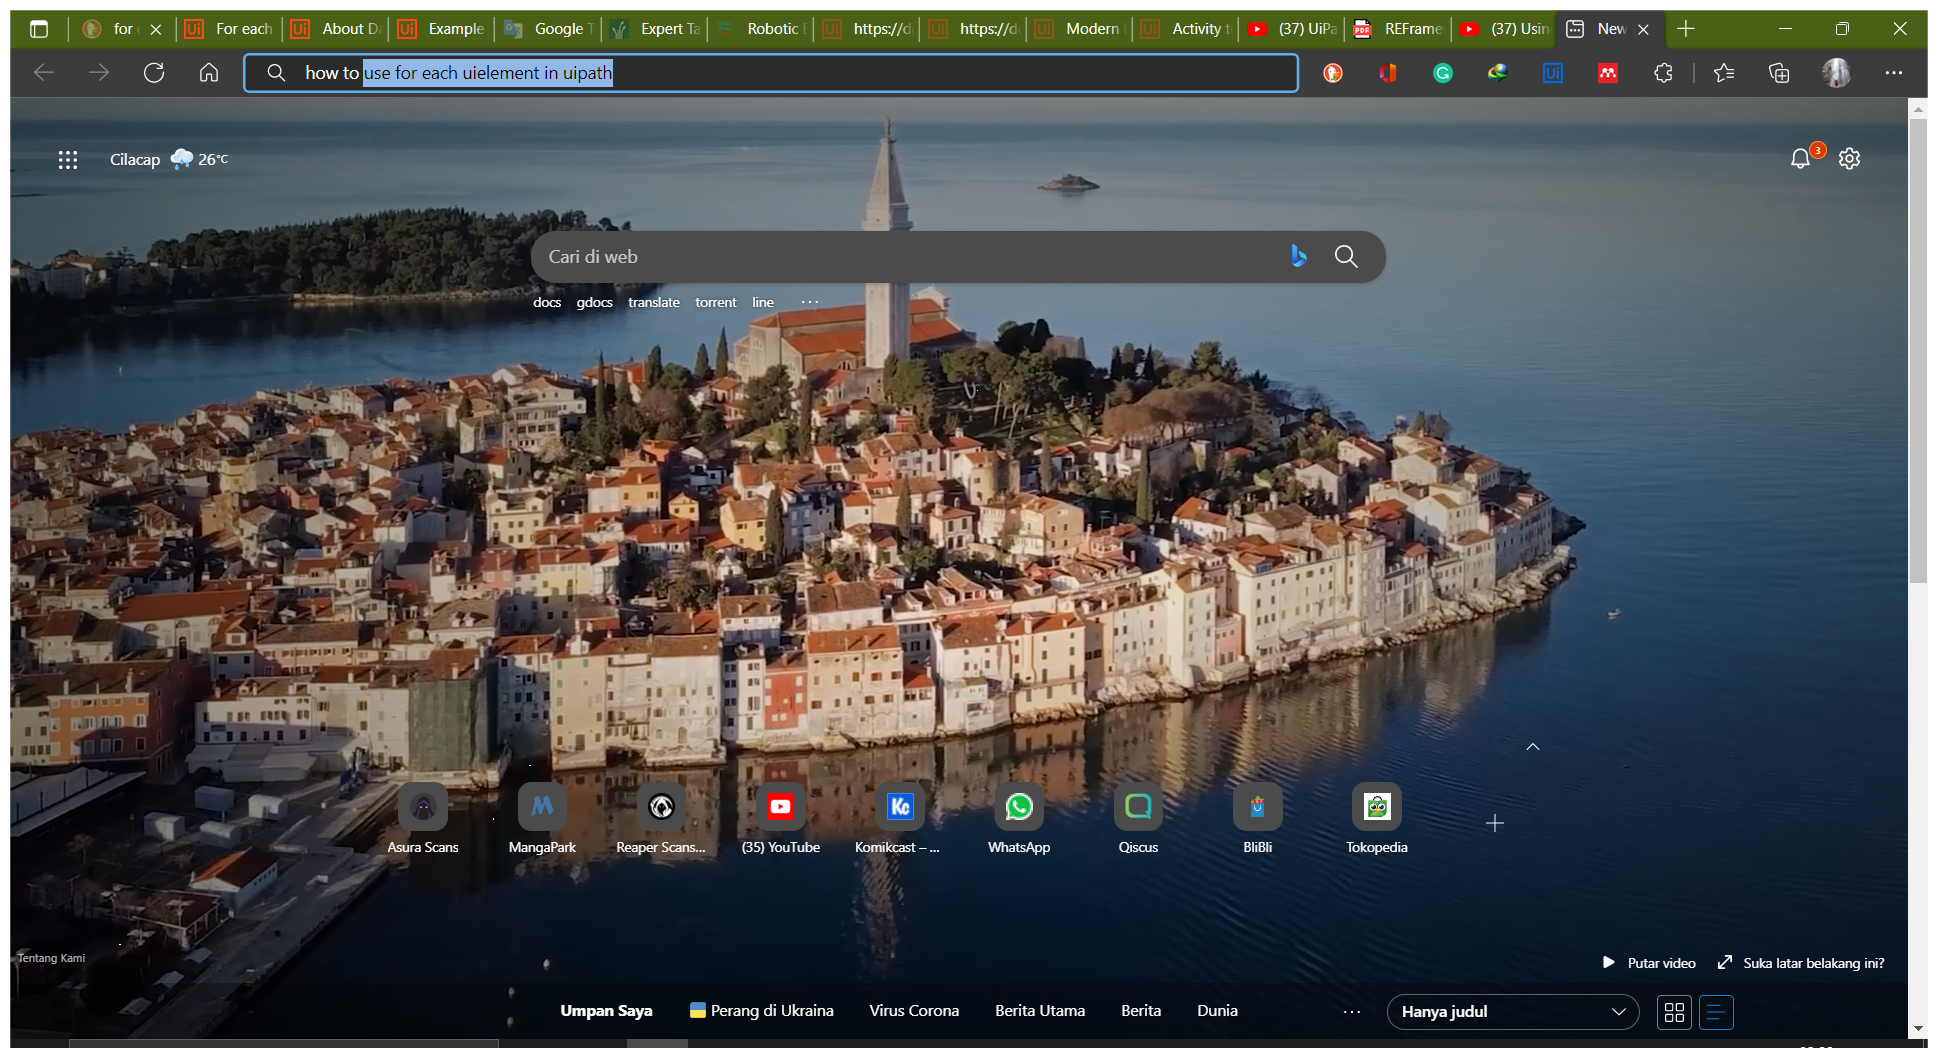 for
For each
About Da
Example
Google T
Expert Ta
Robotic E
https://d
https://d
Modern
Activity t
(37) UiPa
REFrame
(37) Usin
New
how to use for each uielement in uipath
Cilacap 26°C
3
Cari di web
docs gdocs translate torrent line ...
Asura Scans
MangaPark
Reaper Scans...
(35) YouTube
Komikcast – ...
WhatsApp
Qiscus
BliBli
Tokopedia
Tentang Kami
Putar video
Suka latar belakang ini?
Umpan Saya Perang di Ukraina Virus Corona Berita Utama Berita Dunia ... Hanya judul